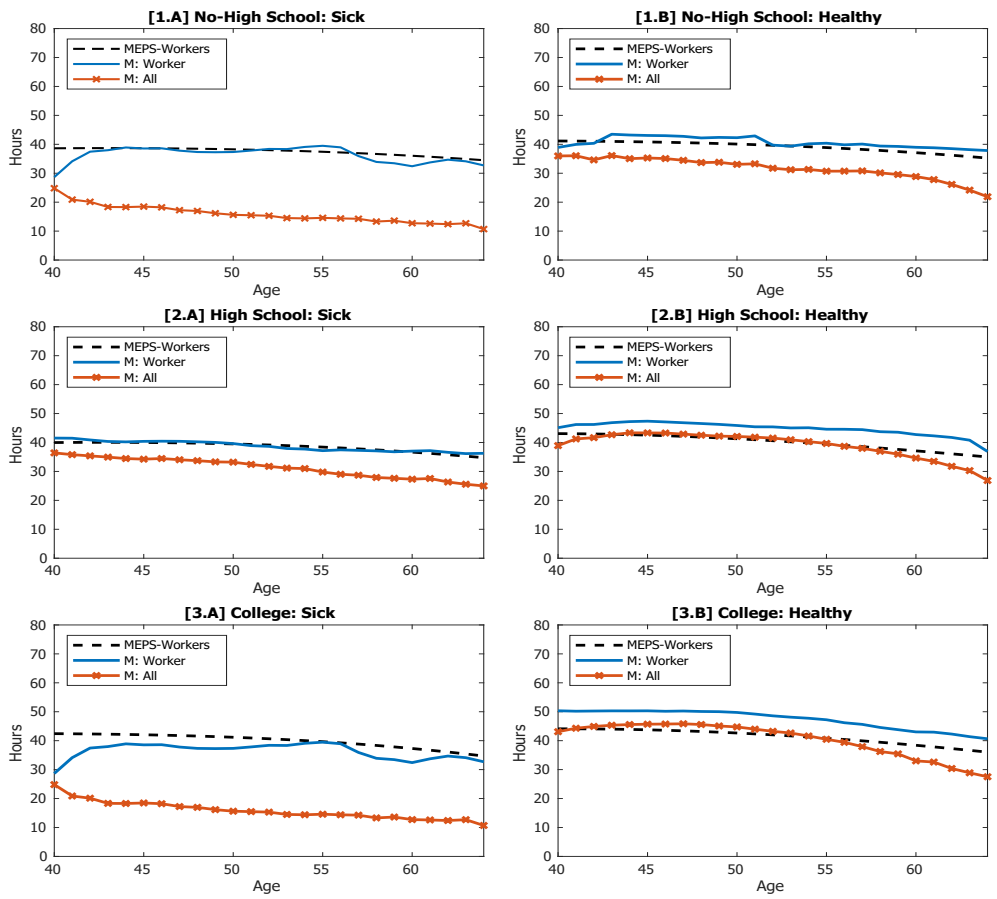 [1.A] No-High School: Sick
80
70
60
50
40
30
20
10
0
Hours
MEPS-Workers
M: Worker
M: All
40 45 50 55 60
Age
[1.B] No-High School: Healthy
80
70
60
50
40
30
20
10
0
Hours
MEPS-Workers
M: Worker
M: All
40 45 50 55 60
Age
[2.A] High School: Sick
80
70
60
50
40
30
20
10
0
Hours
MEPS-Workers
M: Worker
M: All
40 45 50 55 60
Age
[2.B] High School: Healthy
80
70
60
50
40
30
20
10
0
Hours
MEPS-Workers
M: Worker
M: All
40 45 50 55 60
Age
[3.A] College: Sick
80
70
60
50
40
30
20
10
0
Hours
MEPS-Workers
M: Worker
M: All
40 45 50 55 60
Age
[3.B] College: Healthy
80
70
60
50
40
30
20
10
0
Hours
MEPS-Workers
M: Worker
M: All
40 45 50 55 60
Age